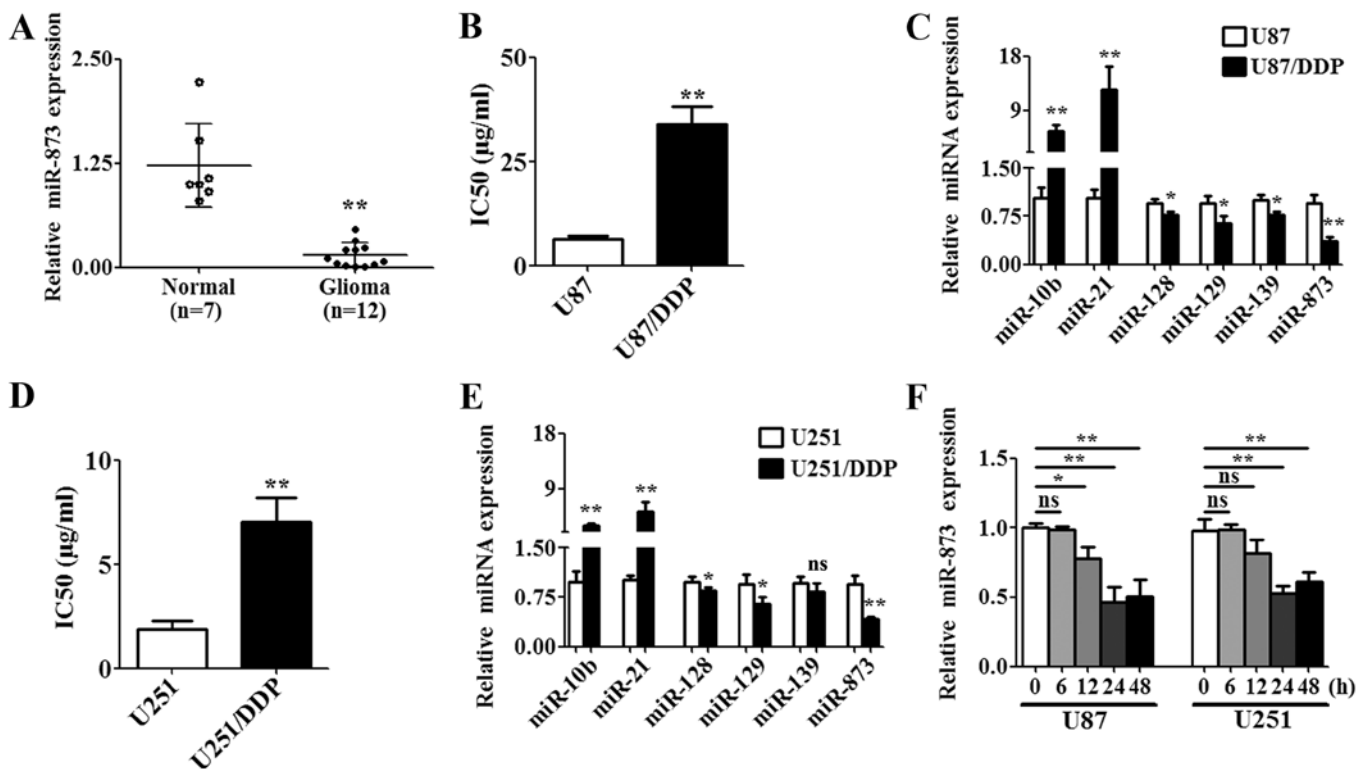 A
Relative miR-873 expression
2.50
1.25
0.00
**
Normal
(n=7)
Glioma
(n=12)
B
IC50 (µg/ml)
50
25
0
**
U87
U87/DDP
C
Relative miRNA expression
U87
U87/DDP
18
9
1.50
0.75
0.00
**
**
*
*
*
**
miR-10b
miR-21
miR-128
miR-129
miR-139
miR-873
D
IC50 (µg/ml)
10
5
0
**
U251
U251/DDP
E
Relative miRNA expression
U251
U251/DDP
18
9
1.50
0.75
0.00
**
**
*
*
ns
**
miR-10b
miR-21
miR-128
miR-129
miR-139
miR-873
F
Relative miR-873 expression
1.5
1.0
0.5
0.0
**
**
*
ns
**
**
ns
ns
0 6 12 24 48 0 6 12 24 48 (h)
U87 U251